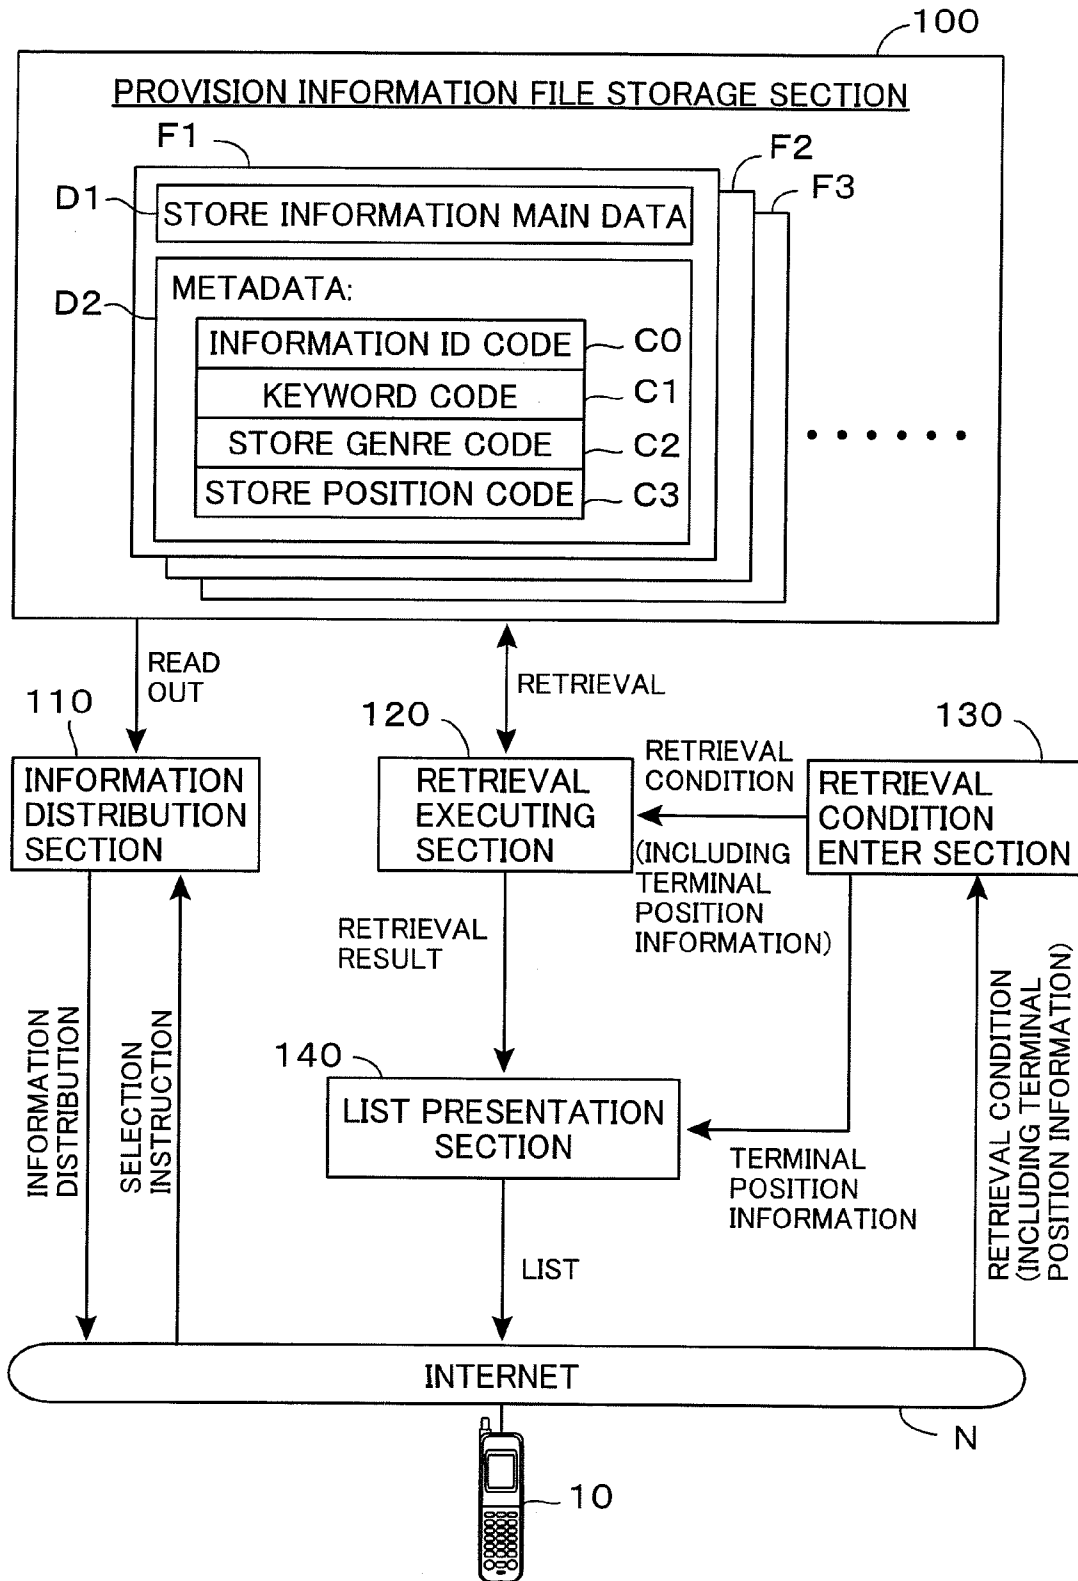 100
PROVISION INFORMATION FILE STORAGE SECTION
F1
F2
F3
D1
STORE INFORMATION MAIN DATA
D2
METADATA:
INFORMATION ID CODE
C0
KEYWORD CODE
C1
STORE GENRE CODE
C2
STORE POSITION CODE
C3
READ
OUT
RETRIEVAL
110
INFORMATION
DISTRIBUTION
SECTION
120
RETRIEVAL
EXECUTING
SECTION
RETRIEVAL
CONDITION
(INCLUDING
TERMINAL
POSITION
INFORMATION)
130
RETRIEVAL
CONDITION
ENTER SECTION
RETRIEVAL
RESULT
INFORMATION
DISTRIBUTION
SELECTION
INSTRUCTION
140
LIST PRESENTATION
SECTION
TERMINAL
POSITION
INFORMATION
RETRIEVAL CONDITION
(INCLUDING TERMINAL
POSITION INFORMATION)
LIST
INTERNET
N
10